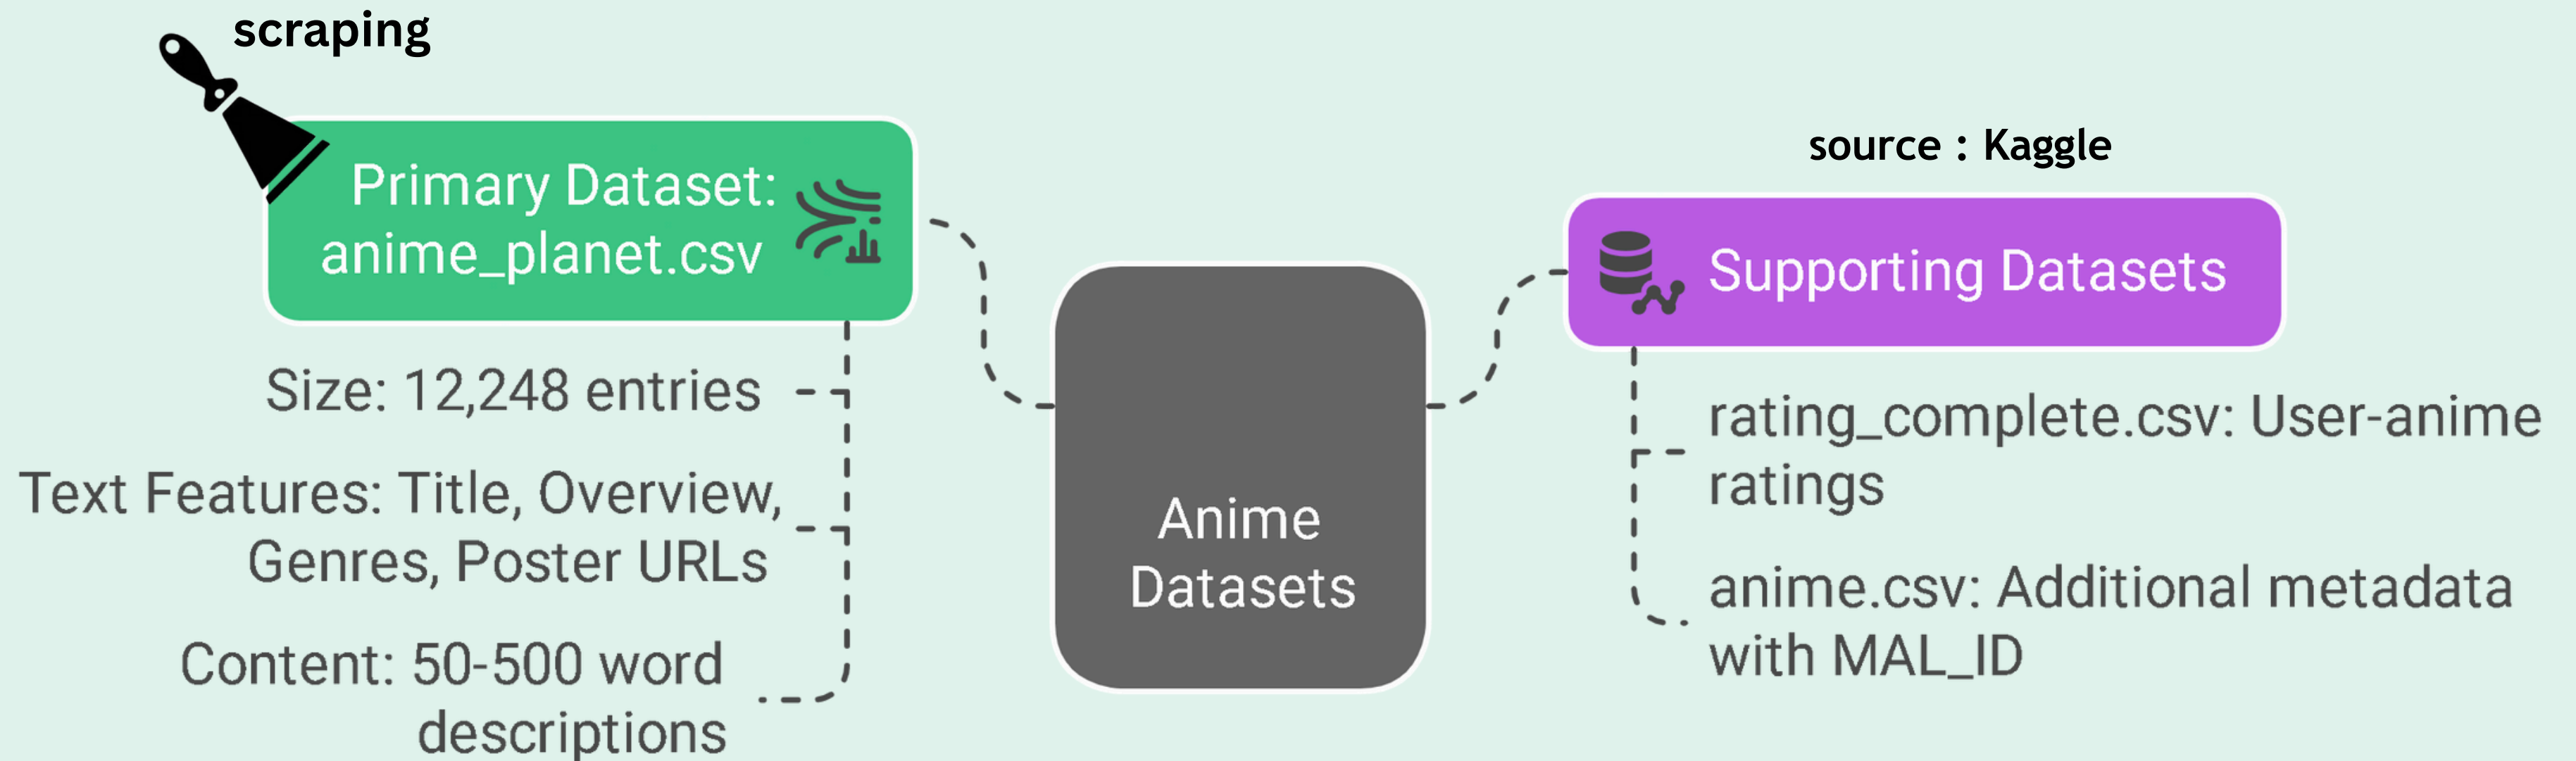 scraping
Primary Dataset:
anime_planet.csv
Size: 12,248 entries
Text Features: Title, Overview,
Genres, Poster URLs
Content: 50-500 word
descriptions
Anime
Datasets
source : Kaggle
Supporting Datasets
rating_complete.csv: User-anime
ratings
anime.csv: Additional metadata
with MAL_ID